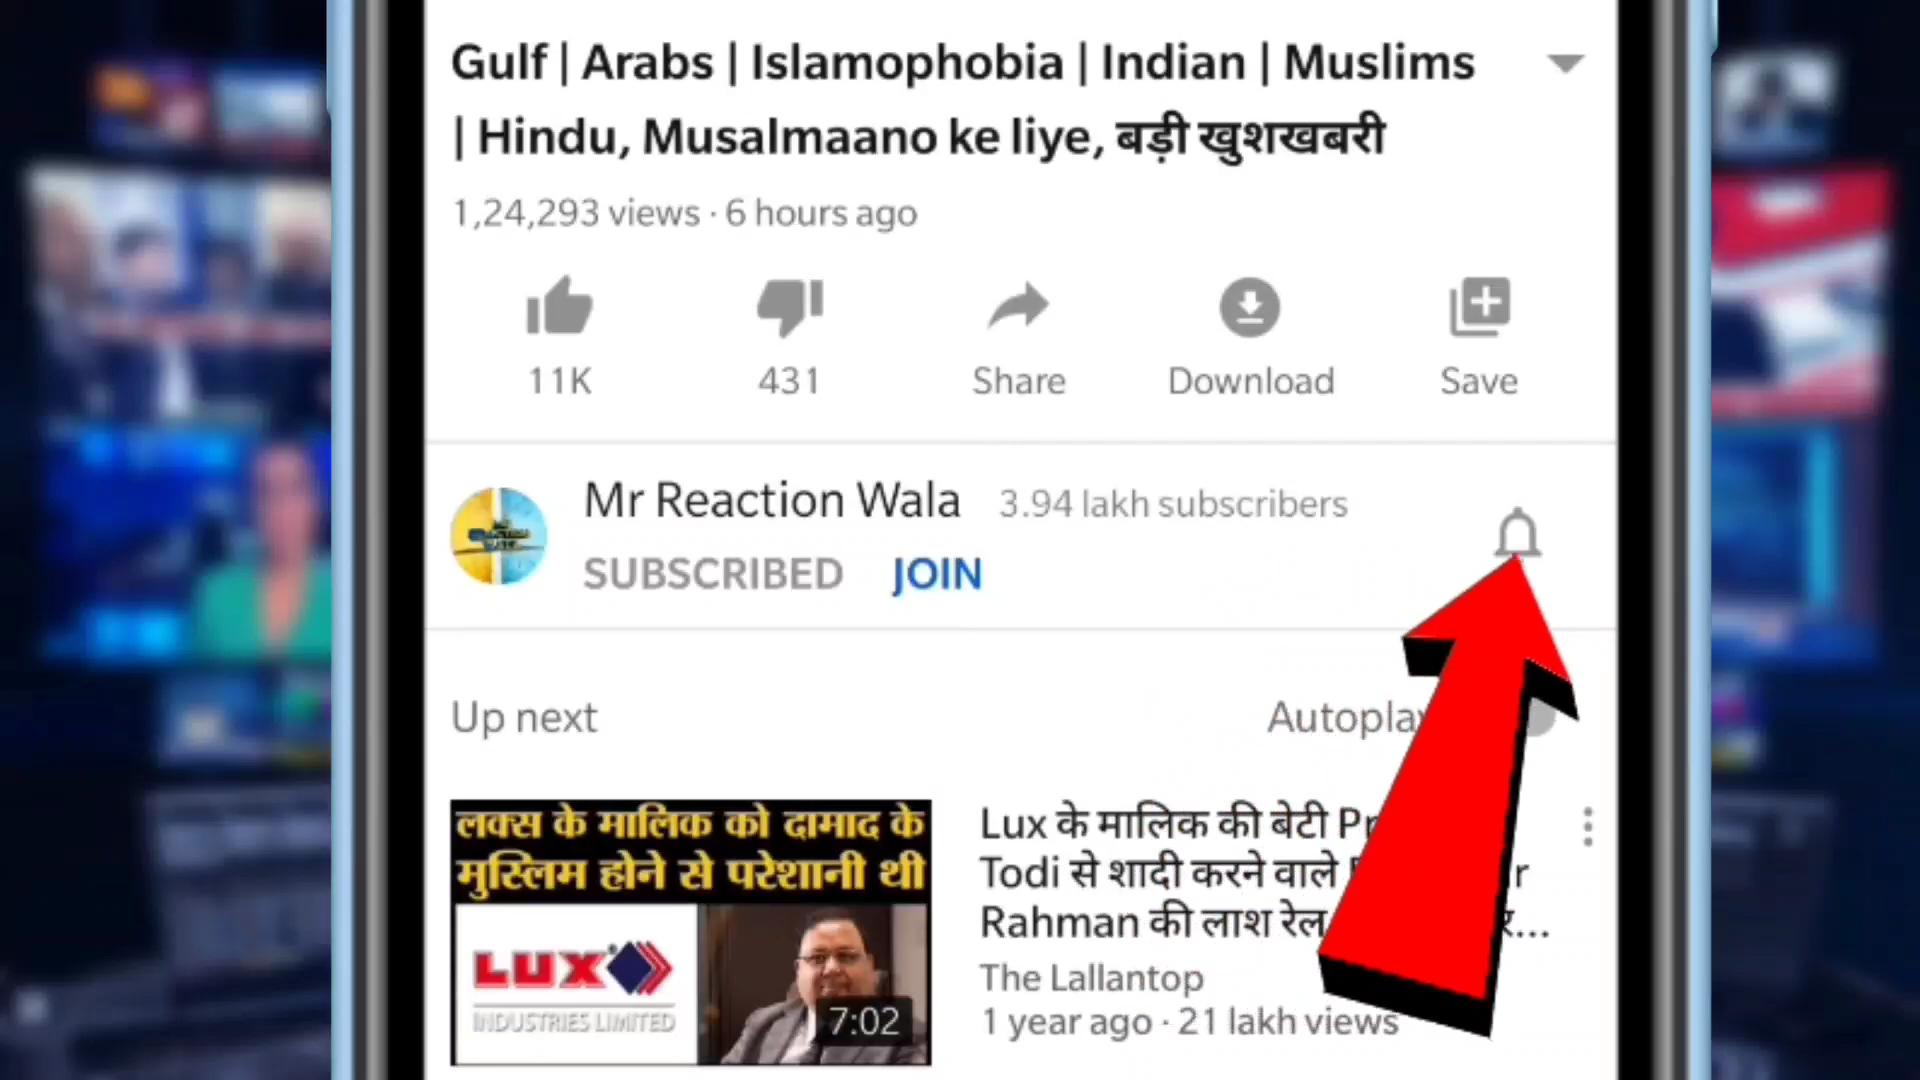 Gulf | Arabs | Islamophobia | Indian | Muslims
| Hindu, Musalmaano ke liye, बड़ी खुशखबरी
1,24,293 views · 6 hours ago
11K
431
Share
Download
Save
Mr Reaction Wala 3.94 lakh subscribers
SUBSCRIBED JOIN
Up next
लक्स के मालिक को दामाद के
मुस्लिम होने से परेशानी थी
LUX
INDUSTRIES LIMITED
7:02
Lux के मालिक की बेटी
Todi से शादी करने वाले
Rahman की लाश रेल
The Lallantop
1 year ago · 21 lakh views